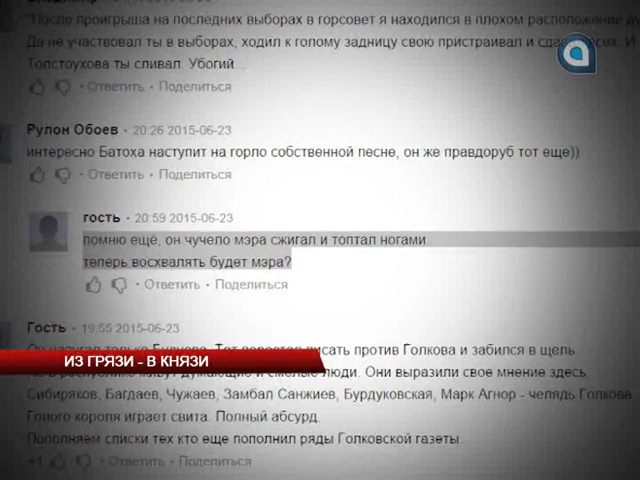 "После проигрыша на последних выборах в горсовет я находился в плохом расположении ду
Да не участвовал ты в выборах, ходил к голому задницу свою пристраивал и сда всех. И
Толстоухова ты сливал. Убогий...
Ответить · Поделиться
Рулон Обоев · 20:26 2015-06-23
интересно Батоха наступит на горло собственной песне, он же правдоруб тот еще))
Ответить · Поделиться
гость · 20:59 2015-06-23
помню ещё, он чучело мэра сжигал и топтал ногами.
теперь восхвалять будет мэра?
Ответить · Поделиться
Гость · 19:55 2015-06-23
писать против Голкова и забился в щель
ИЗ ГРЯЗИ - В КНЯЗИ
люди. Они выразили свое мнение здесь.
Сибиряков, Багдаев, Чужаев, Замбал Санжиев, Бурдуковская, Марк Агнор - челядь Голкова
Голого короля играет свита. Полный абсурд.
Пополняем списки тех кто еще пополнил ряды Голковской газеты.
+1 Ответить · Поделиться